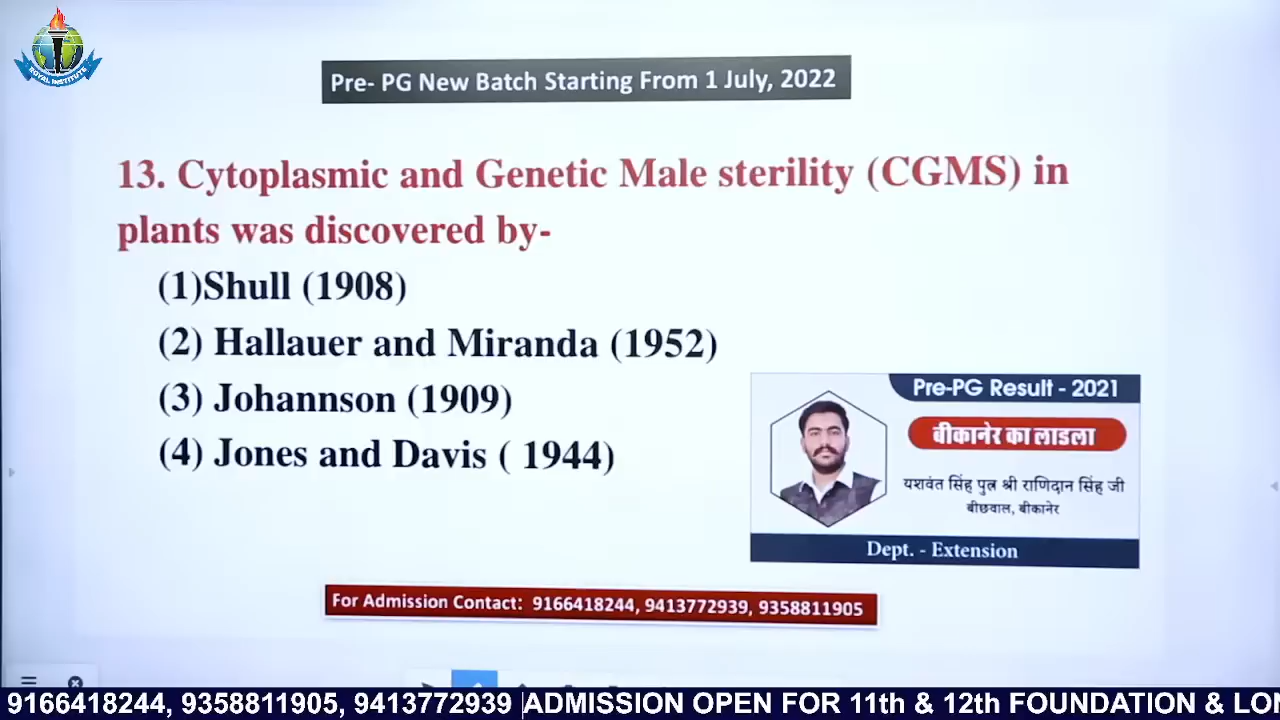 ROYAL INSTITUTE
Pre- PG New Batch Starting From 1 July, 2022
13. Cytoplasmic and Genetic Male sterility (CGMS) in
plants was discovered by-
(1)Shull (1908)
(2) Hallauer and Miranda (1952)
(3) Johannson (1909)
(4) Jones and Davis ( 1944)
Pre-PG Result - 2021
बीकानेर का लाडला
यशवंत सिंह पुत्र श्री राणिदान सिंह जी
बीछवाल, बीकानेर
Dept. - Extension
For Admission Contact: 9166418244, 9413772939, 9358811905
9166418244, 9358811905, 9413772939 ADMISSION OPEN FOR 11th & 12th FOUNDATION &